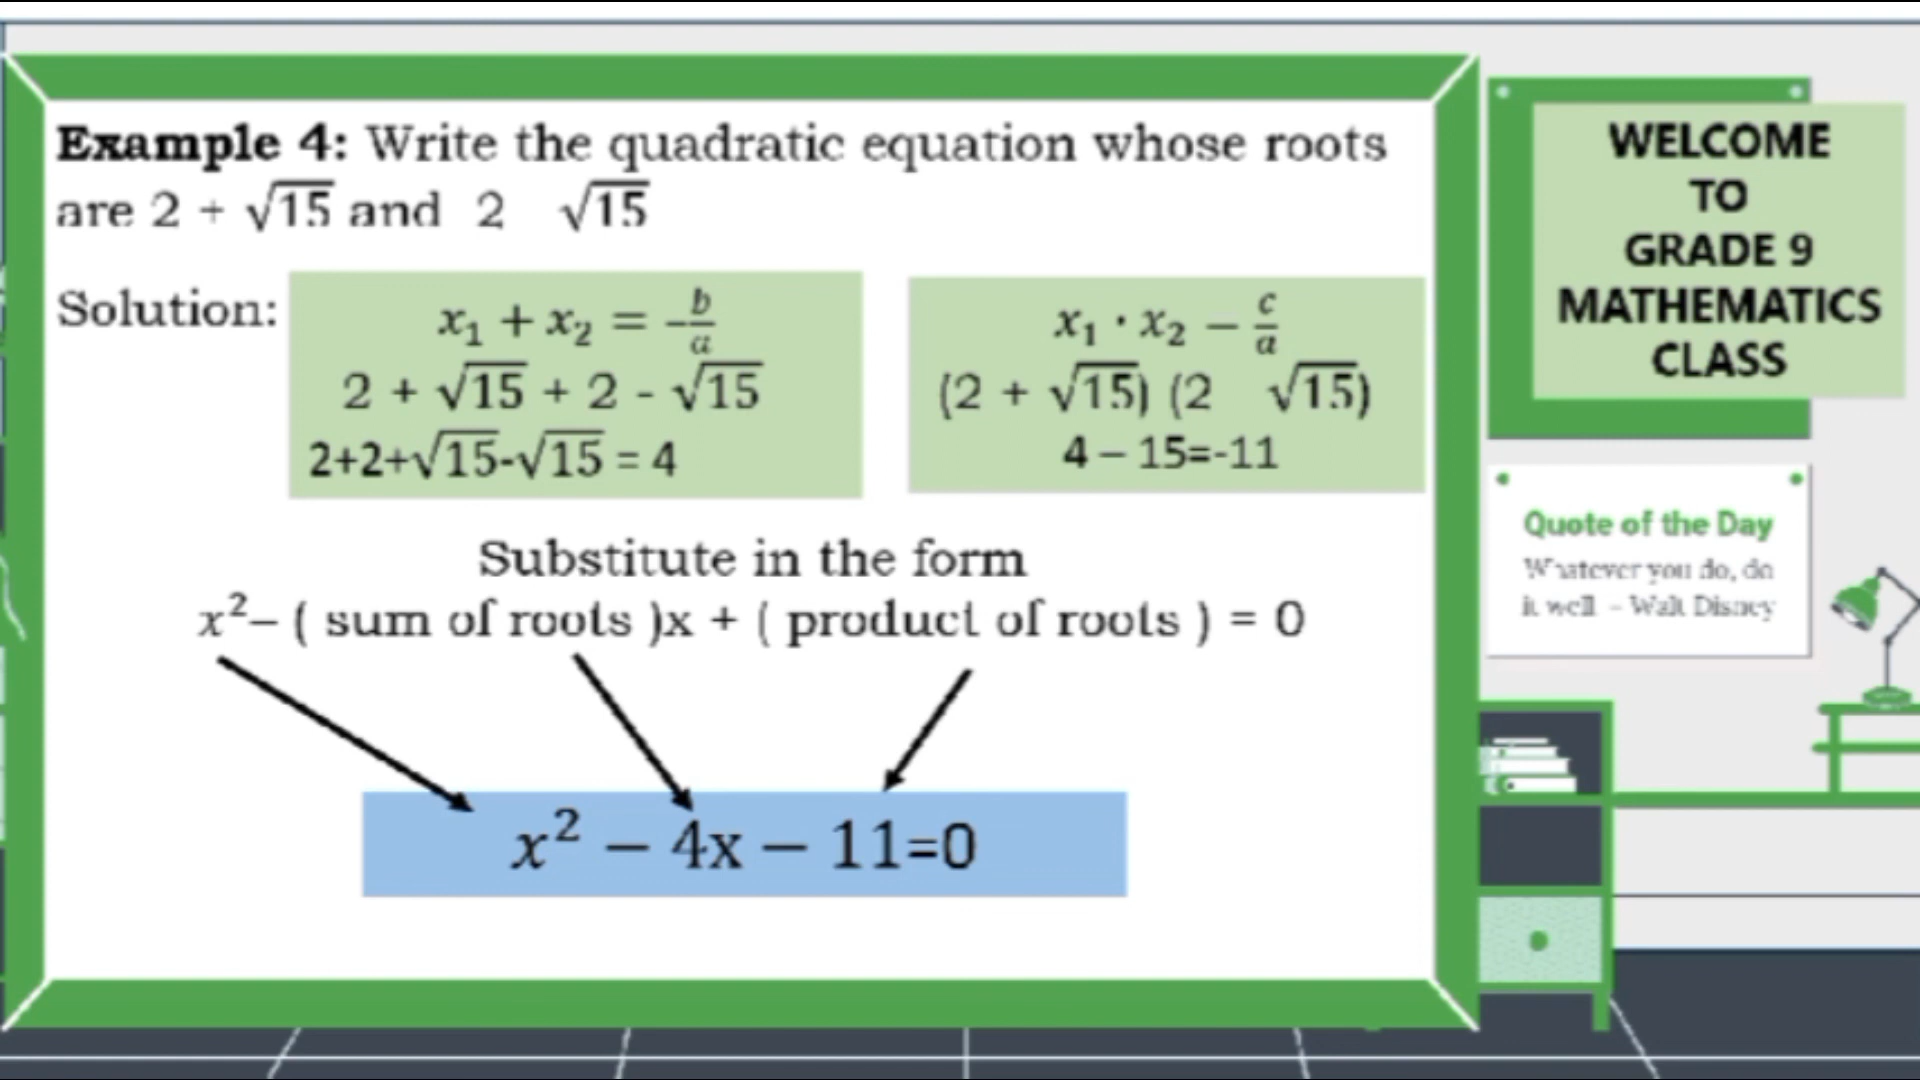 Example 4: Write the quadratic equation whose roots
are 2 + √15 and 2 √15
Solution:
x₁ + x₂ = -b/a
2 + √15 + 2 - √15
2+2+√15-√15 = 4
x₁ · x₂ – c/a
(2 + √15) (2 √15)
4 – 15=-11
Substitute in the form
x²– ( sum of roots )x + ( product of roots ) = 0
x² – 4x – 11=0
WELCOME
TO
GRADE 9
MATHEMATICS
CLASS
Quote of the Day
Whatever you do, do
it well – Walt Disney